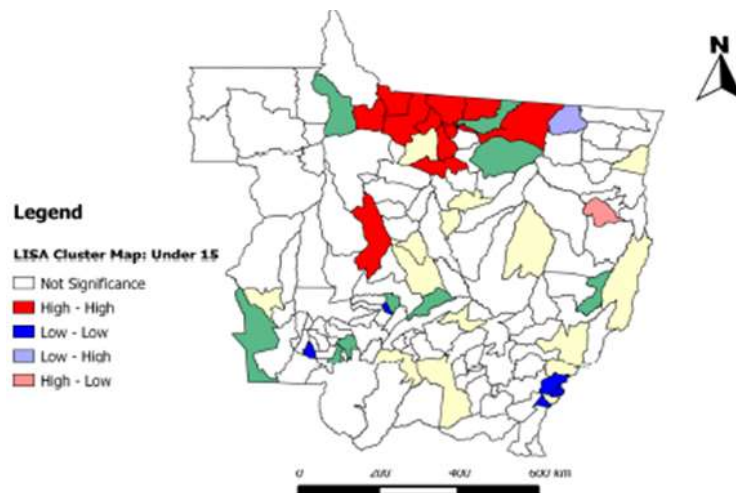 N
Legend
LISA Cluster Map: Under 15
Not Significance
High - High
Low - Low
Low - High
High - Low
0 200 400 600 km